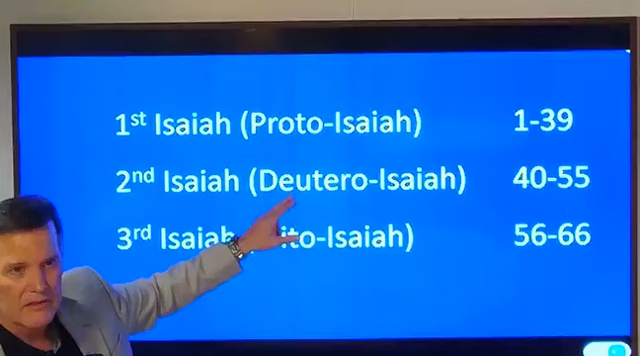 1st Isaiah (Proto-Isaiah) 1-39
2nd Isaiah (Deutero-Isaiah) 40-55
3rd Isaiah 56-66